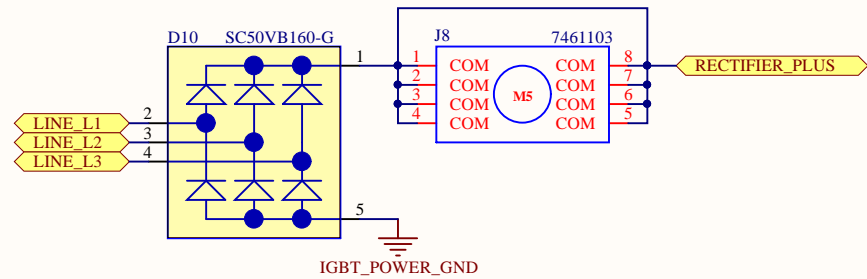 D10 SC50VB160-G
J8 7461103
1
1 COM COM 8
2 COM COM 7
3 COM M5 COM 6
4 COM COM 5
RECTIFIER_PLUS
LINE_L1 2
LINE_L2 3
LINE_L3 4
5
IGBT_POWER_GND